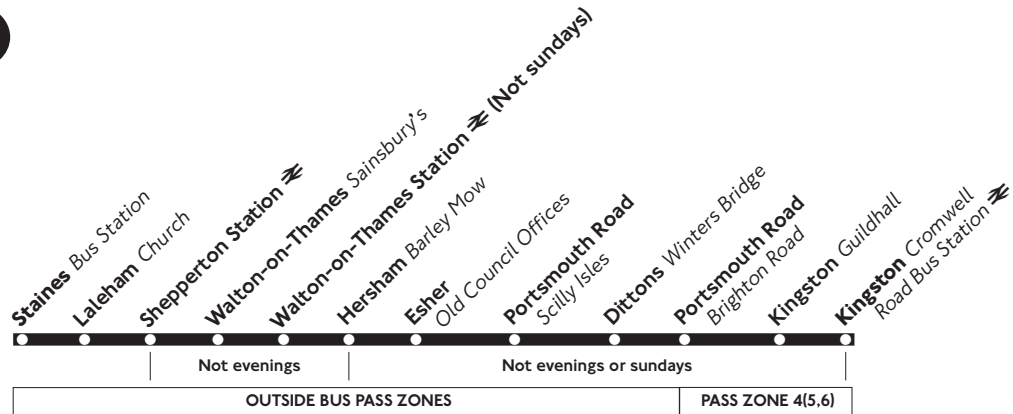 Staines Bus Station
Laleham Church
Shepperton Station
Walton-on-Thames Sainsbury's
Walton-on-Thames Station (Not sundays)
Hersham Barley Mow
Esher
Old Council Offices
Portsmouth Road
Scilly Isles
Dittons Winters Bridge
Portsmouth Road
Brighton Road
Kingston Guildhall
Kingston Cromwell
Road Bus Station
Not evenings
Not evenings or sundays
OUTSIDE BUS PASS ZONES
PASS ZONE 4(5,6)